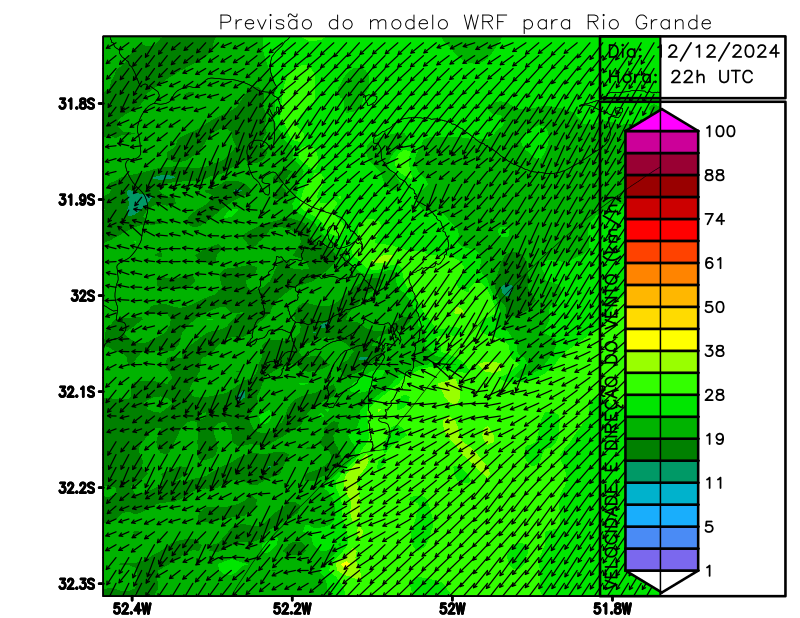 Previsão do modelo WRF para Rio Grande
Dia: 12/12/2024
Hora: 22h UTC
31.8S
31.9S
32S
32.1S
32.2S
32.3S
52.4W
52.2W
52W
51.8W
VELOCIDADE E DIREÇÃO DO VENTO (km/h)
100
88
74
61
50
38
28
19
11
5
1